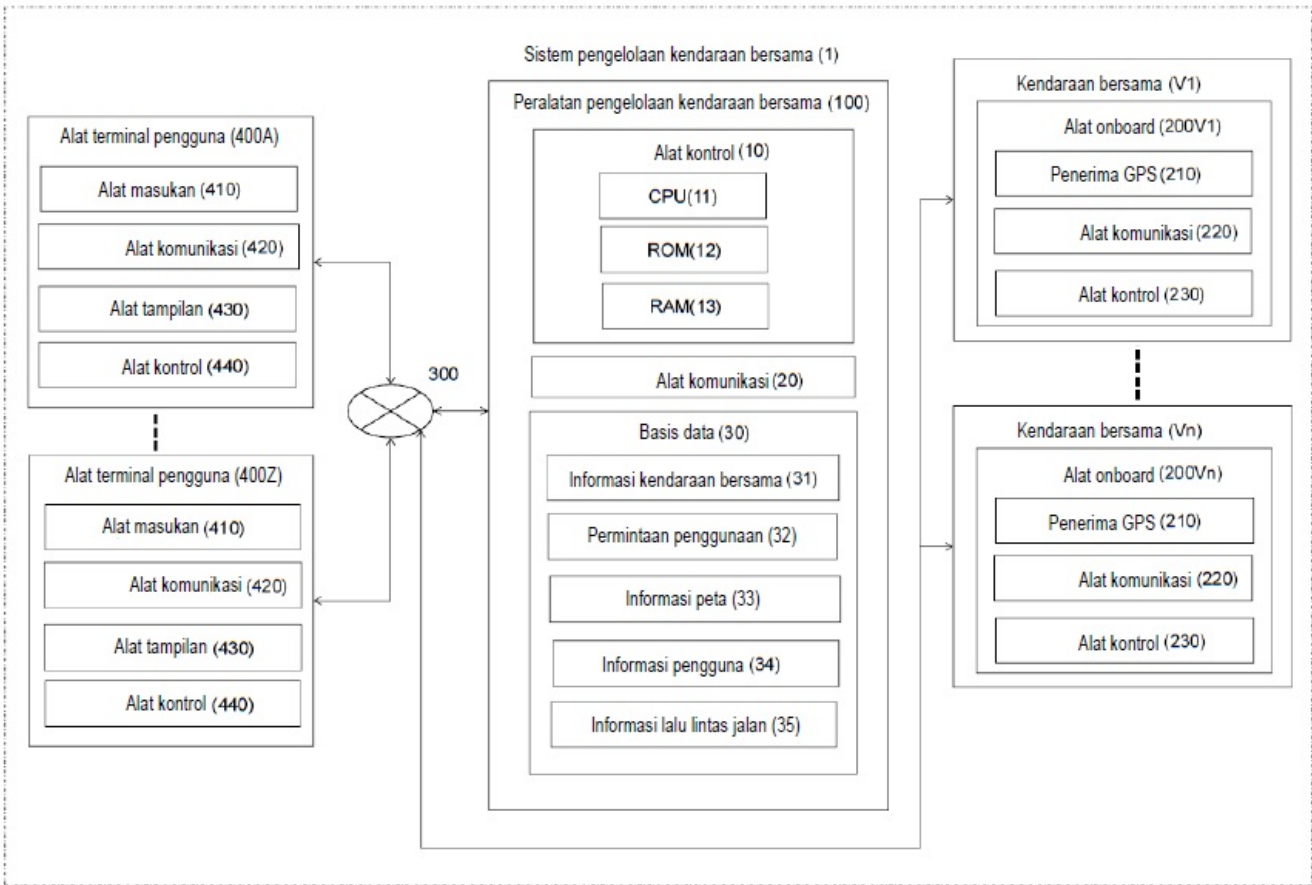 Sistem pengelolaan kendaraan bersama (1)
Alat terminal pengguna (400A)
Alat masukan (410)
Alat komunikasi (420)
Alat tampilan (430)
Alat kontrol (440)
Alat terminal pengguna (400Z)
Alat masukan (410)
Alat komunikasi (420)
Alat tampilan (430)
Alat kontrol (440)
300
Peralatan pengelolaan kendaraan bersama (100)
Alat kontrol (10)
CPU(11)
ROM(12)
RAM(13)
Alat komunikasi (20)
Basis data (30)
Informasi kendaraan bersama (31)
Permintaan penggunaan (32)
Informasi peta (33)
Informasi pengguna (34)
Informasi lalu lintas jalan (35)
Kendaraan bersama (V1)
Alat onboard (200V1)
Penerima GPS (210)
Alat komunikasi (220)
Alat kontrol (230)
Kendaraan bersama (Vn)
Alat onboard (200Vn)
Penerima GPS (210)
Alat komunikasi (220)
Alat kontrol (230)